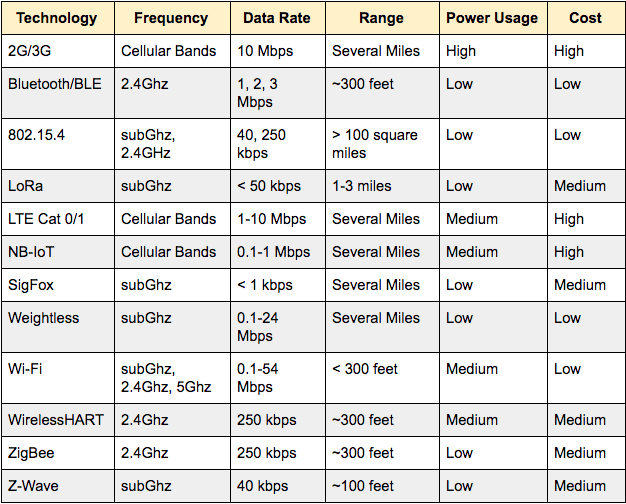 Technology Frequency Data Rate Range Power Usage Cost
2G/3G Cellular Bands 10 Mbps Several Miles High High
Bluetooth/BLE 2.4Ghz 1, 2, 3 Mbps ~300 feet Low Low
802.15.4 subGhz, 2.4GHz 40, 250 kbps > 100 square miles Low Low
LoRa subGhz < 50 kbps 1-3 miles Low Medium
LTE Cat 0/1 Cellular Bands 1-10 Mbps Several Miles Medium High
NB-IoT Cellular Bands 0.1-1 Mbps Several Miles Medium High
SigFox subGhz < 1 kbps Several Miles Low Medium
Weightless subGhz 0.1-24 Mbps Several Miles Low Low
Wi-Fi subGhz, 2.4Ghz, 5Ghz 0.1-54 Mbps < 300 feet Medium Low
WirelessHART 2.4Ghz 250 kbps ~300 feet Medium Medium
ZigBee 2.4Ghz 250 kbps ~300 feet Low Medium
Z-Wave subGhz 40 kbps ~100 feet Low Medium